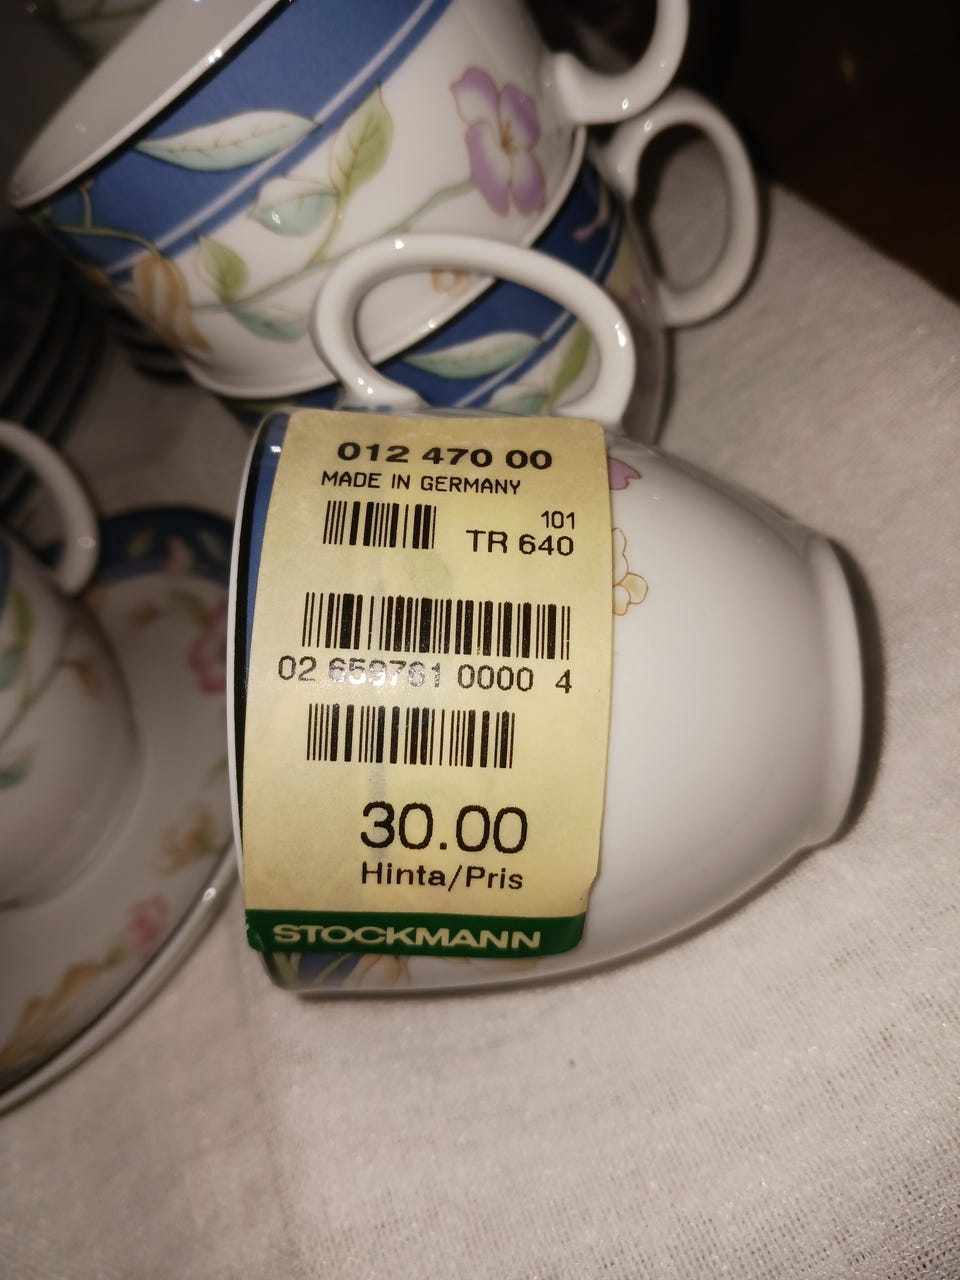 012 470 00
MADE IN GERMANY
101
TR 640
02 659761 0000 4
30.00
Hinta/Pris
STOCKMANN